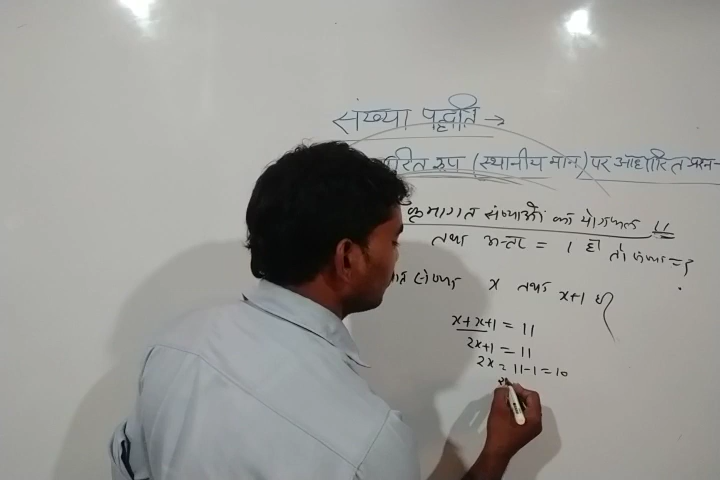 संख्या पद्धति →
रित रूप (स्थानीय मान) पर आधारित प्रश्न-
क्रमागत संख्याओं का योगफल 11
तथा अन्तर = 1 हो तो संख्या = ?
x तथा x+1 है
x+x+1 = 11
2x+1 = 11
2x = 11-1 = 10